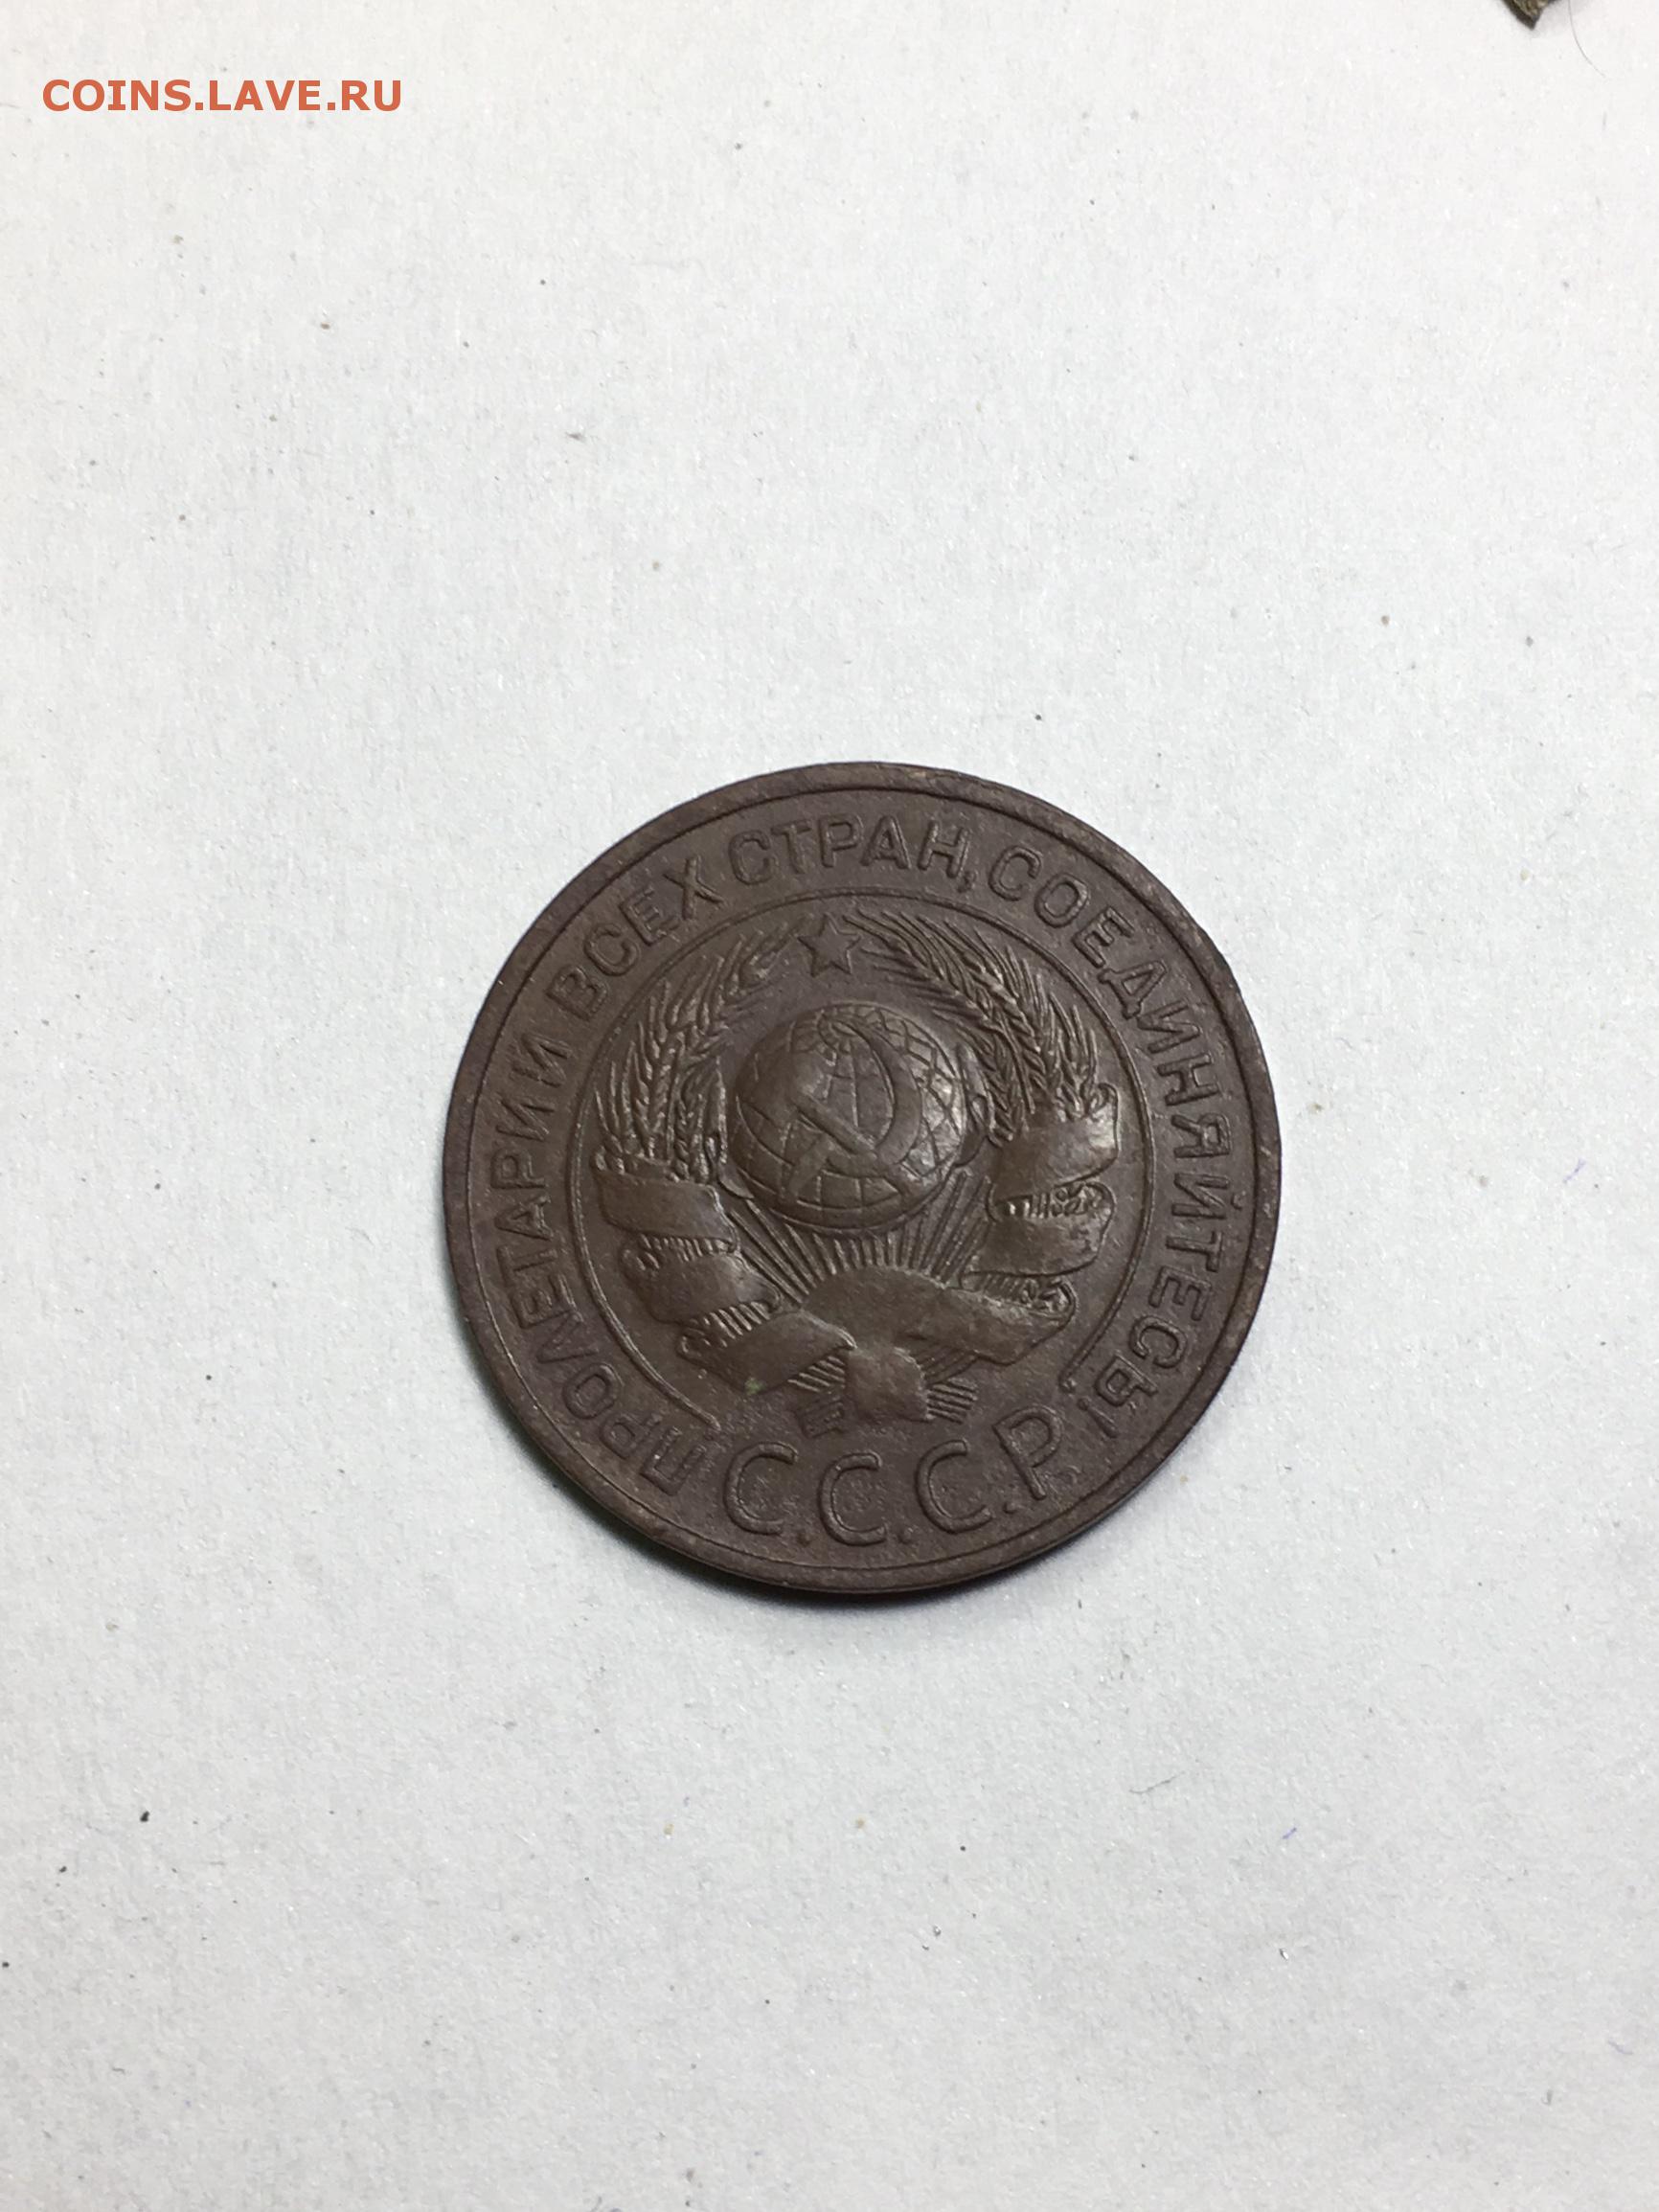 COINS.LAVE.RU
ПРОЛЕТАРИИ ВСЕХ СТРАН, СОЕДИНЯЙТЕСЬ!
С.С.С.Р.